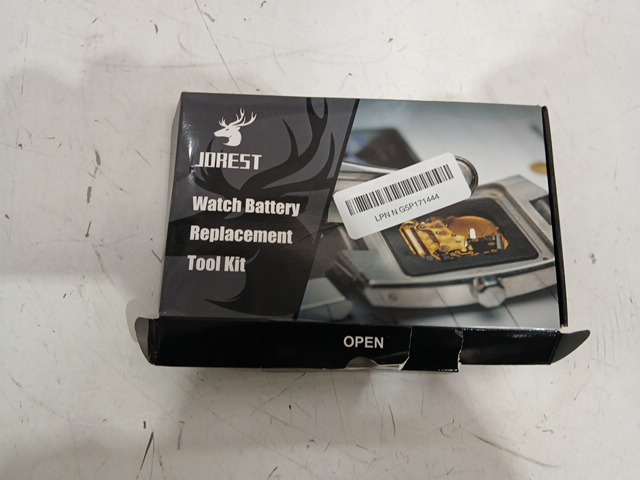 JOREST
Watch Battery
Replacement
Tool Kit
LPN N G5P171444
OPEN